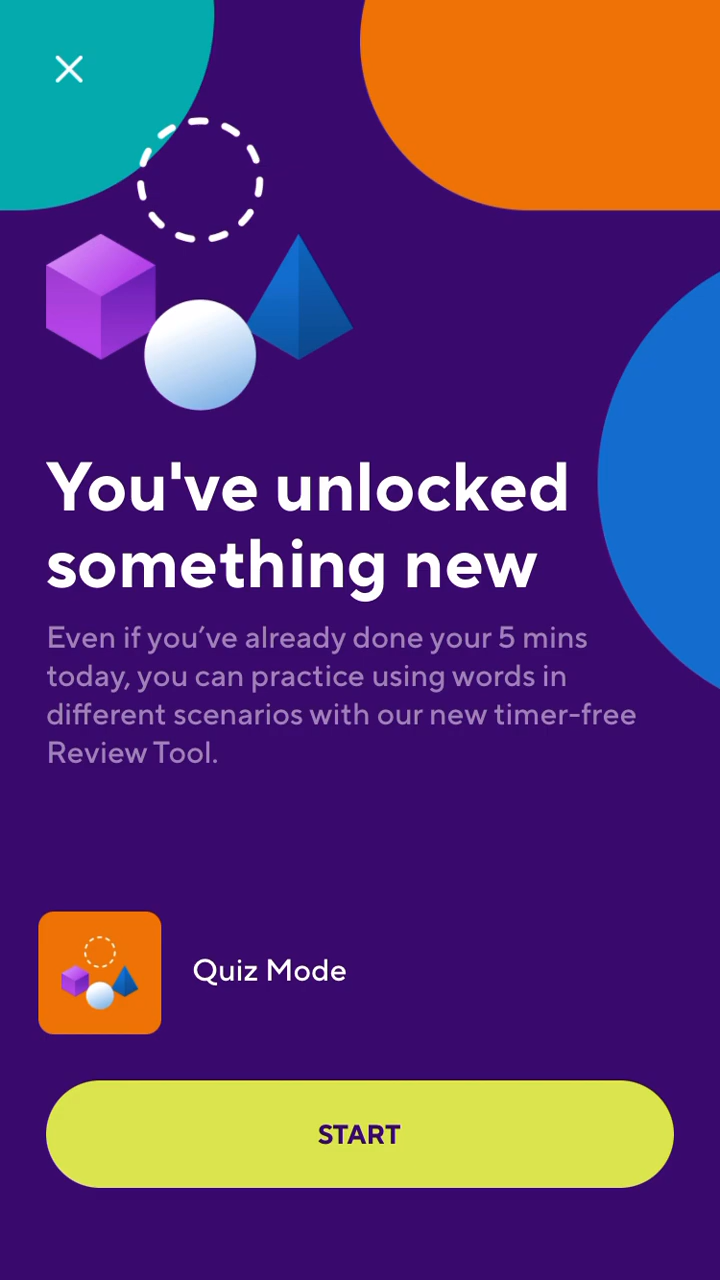 You've unlocked
something new
Even if you’ve already done your 5 mins
today, you can practice using words in
different scenarios with our new timer-free
Review Tool.
Quiz Mode
START